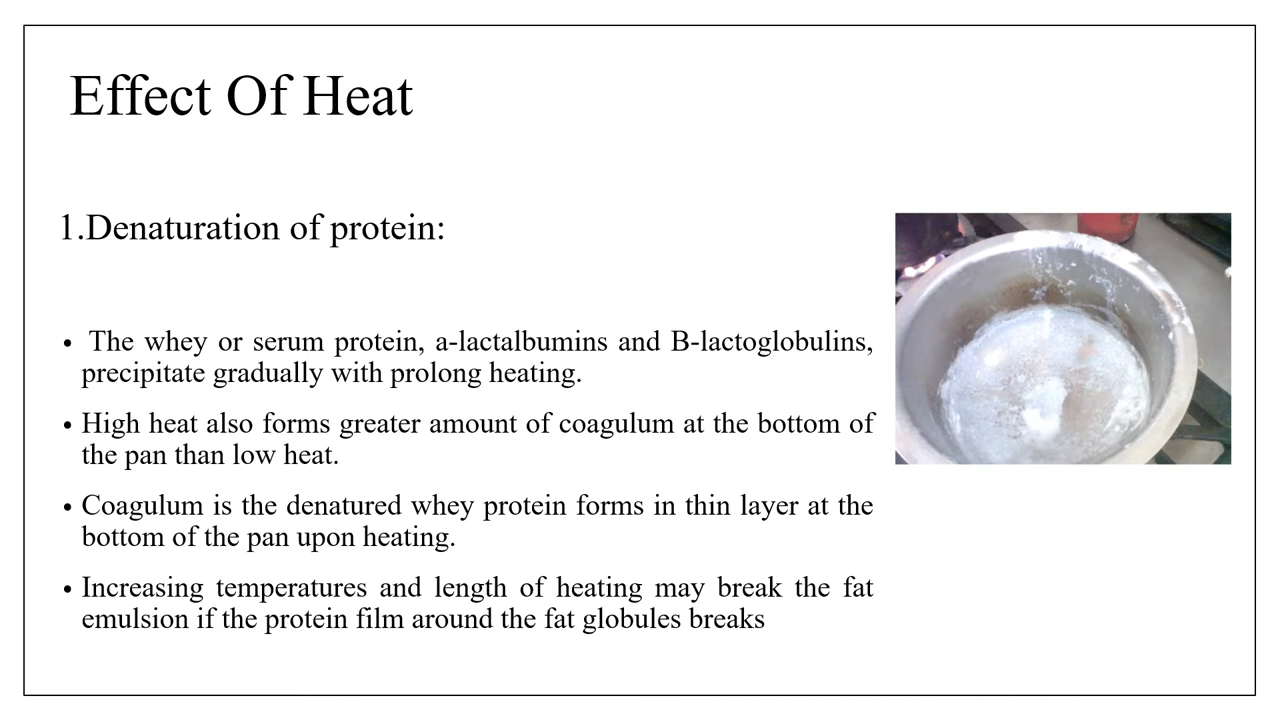 Effect Of Heat
1.Denaturation of protein:
• The whey or serum protein, a-lactalbumins and B-lactoglobulins,
precipitate gradually with prolong heating.
• High heat also forms greater amount of coagulum at the bottom of
the pan than low heat.
• Coagulum is the denatured whey protein forms in thin layer at the
bottom of the pan upon heating.
• Increasing temperatures and length of heating may break the fat
emulsion if the protein film around the fat globules breaks